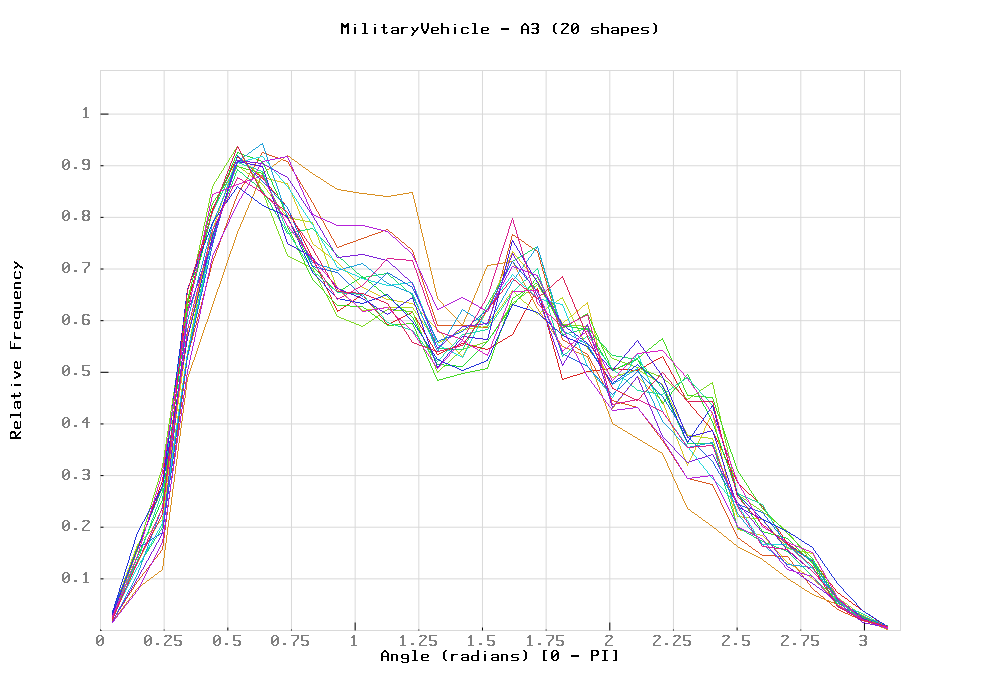 MilitaryVehicle - A3 (20 shapes)
Relative Frequency
1
0.9
0.8
0.7
0.6
0.5
0.4
0.3
0.2
0.1
0 0.25 0.5 0.75 1 1.25 1.5 1.75 2 2.25 2.5 2.75 3
Angle (radians) [0 - PI]